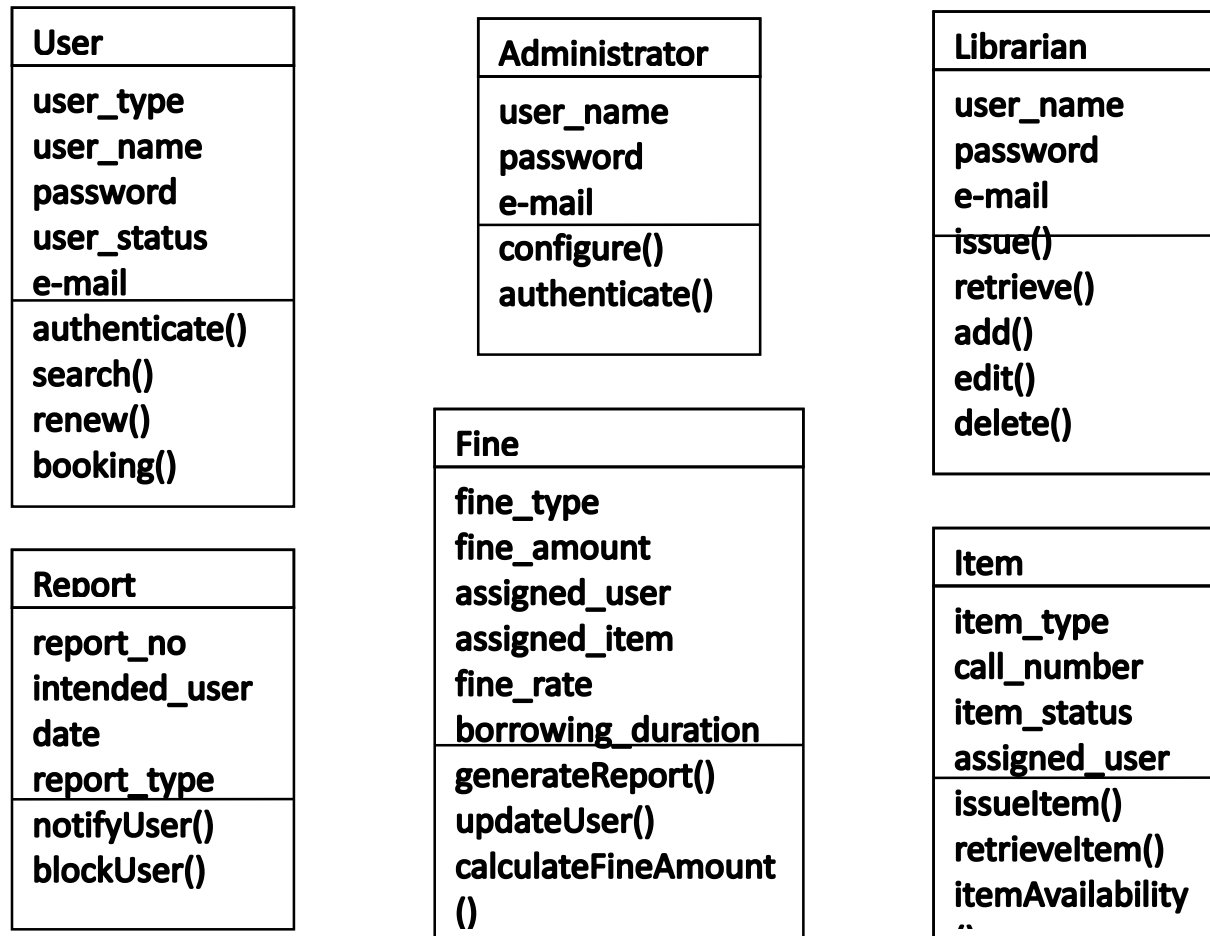 User
user_type
user_name
password
user_status
e-mail
authenticate()
search()
renew()
booking()
Administrator
user_name
password
e-mail
configure()
authenticate()
Librarian
user_name
password
e-mail
issue()
retrieve()
add()
edit()
delete()
Report
report_no
intended_user
date
report_type
notifyUser()
blockUser()
Fine
fine_type
fine_amount
assigned_user
assigned_item
fine_rate
borrowing_duration
generateReport()
updateUser()
calculateFineAmount
()
Item
item_type
call_number
item_status
assigned_user
issueItem()
retrieveItem()
itemAvailability